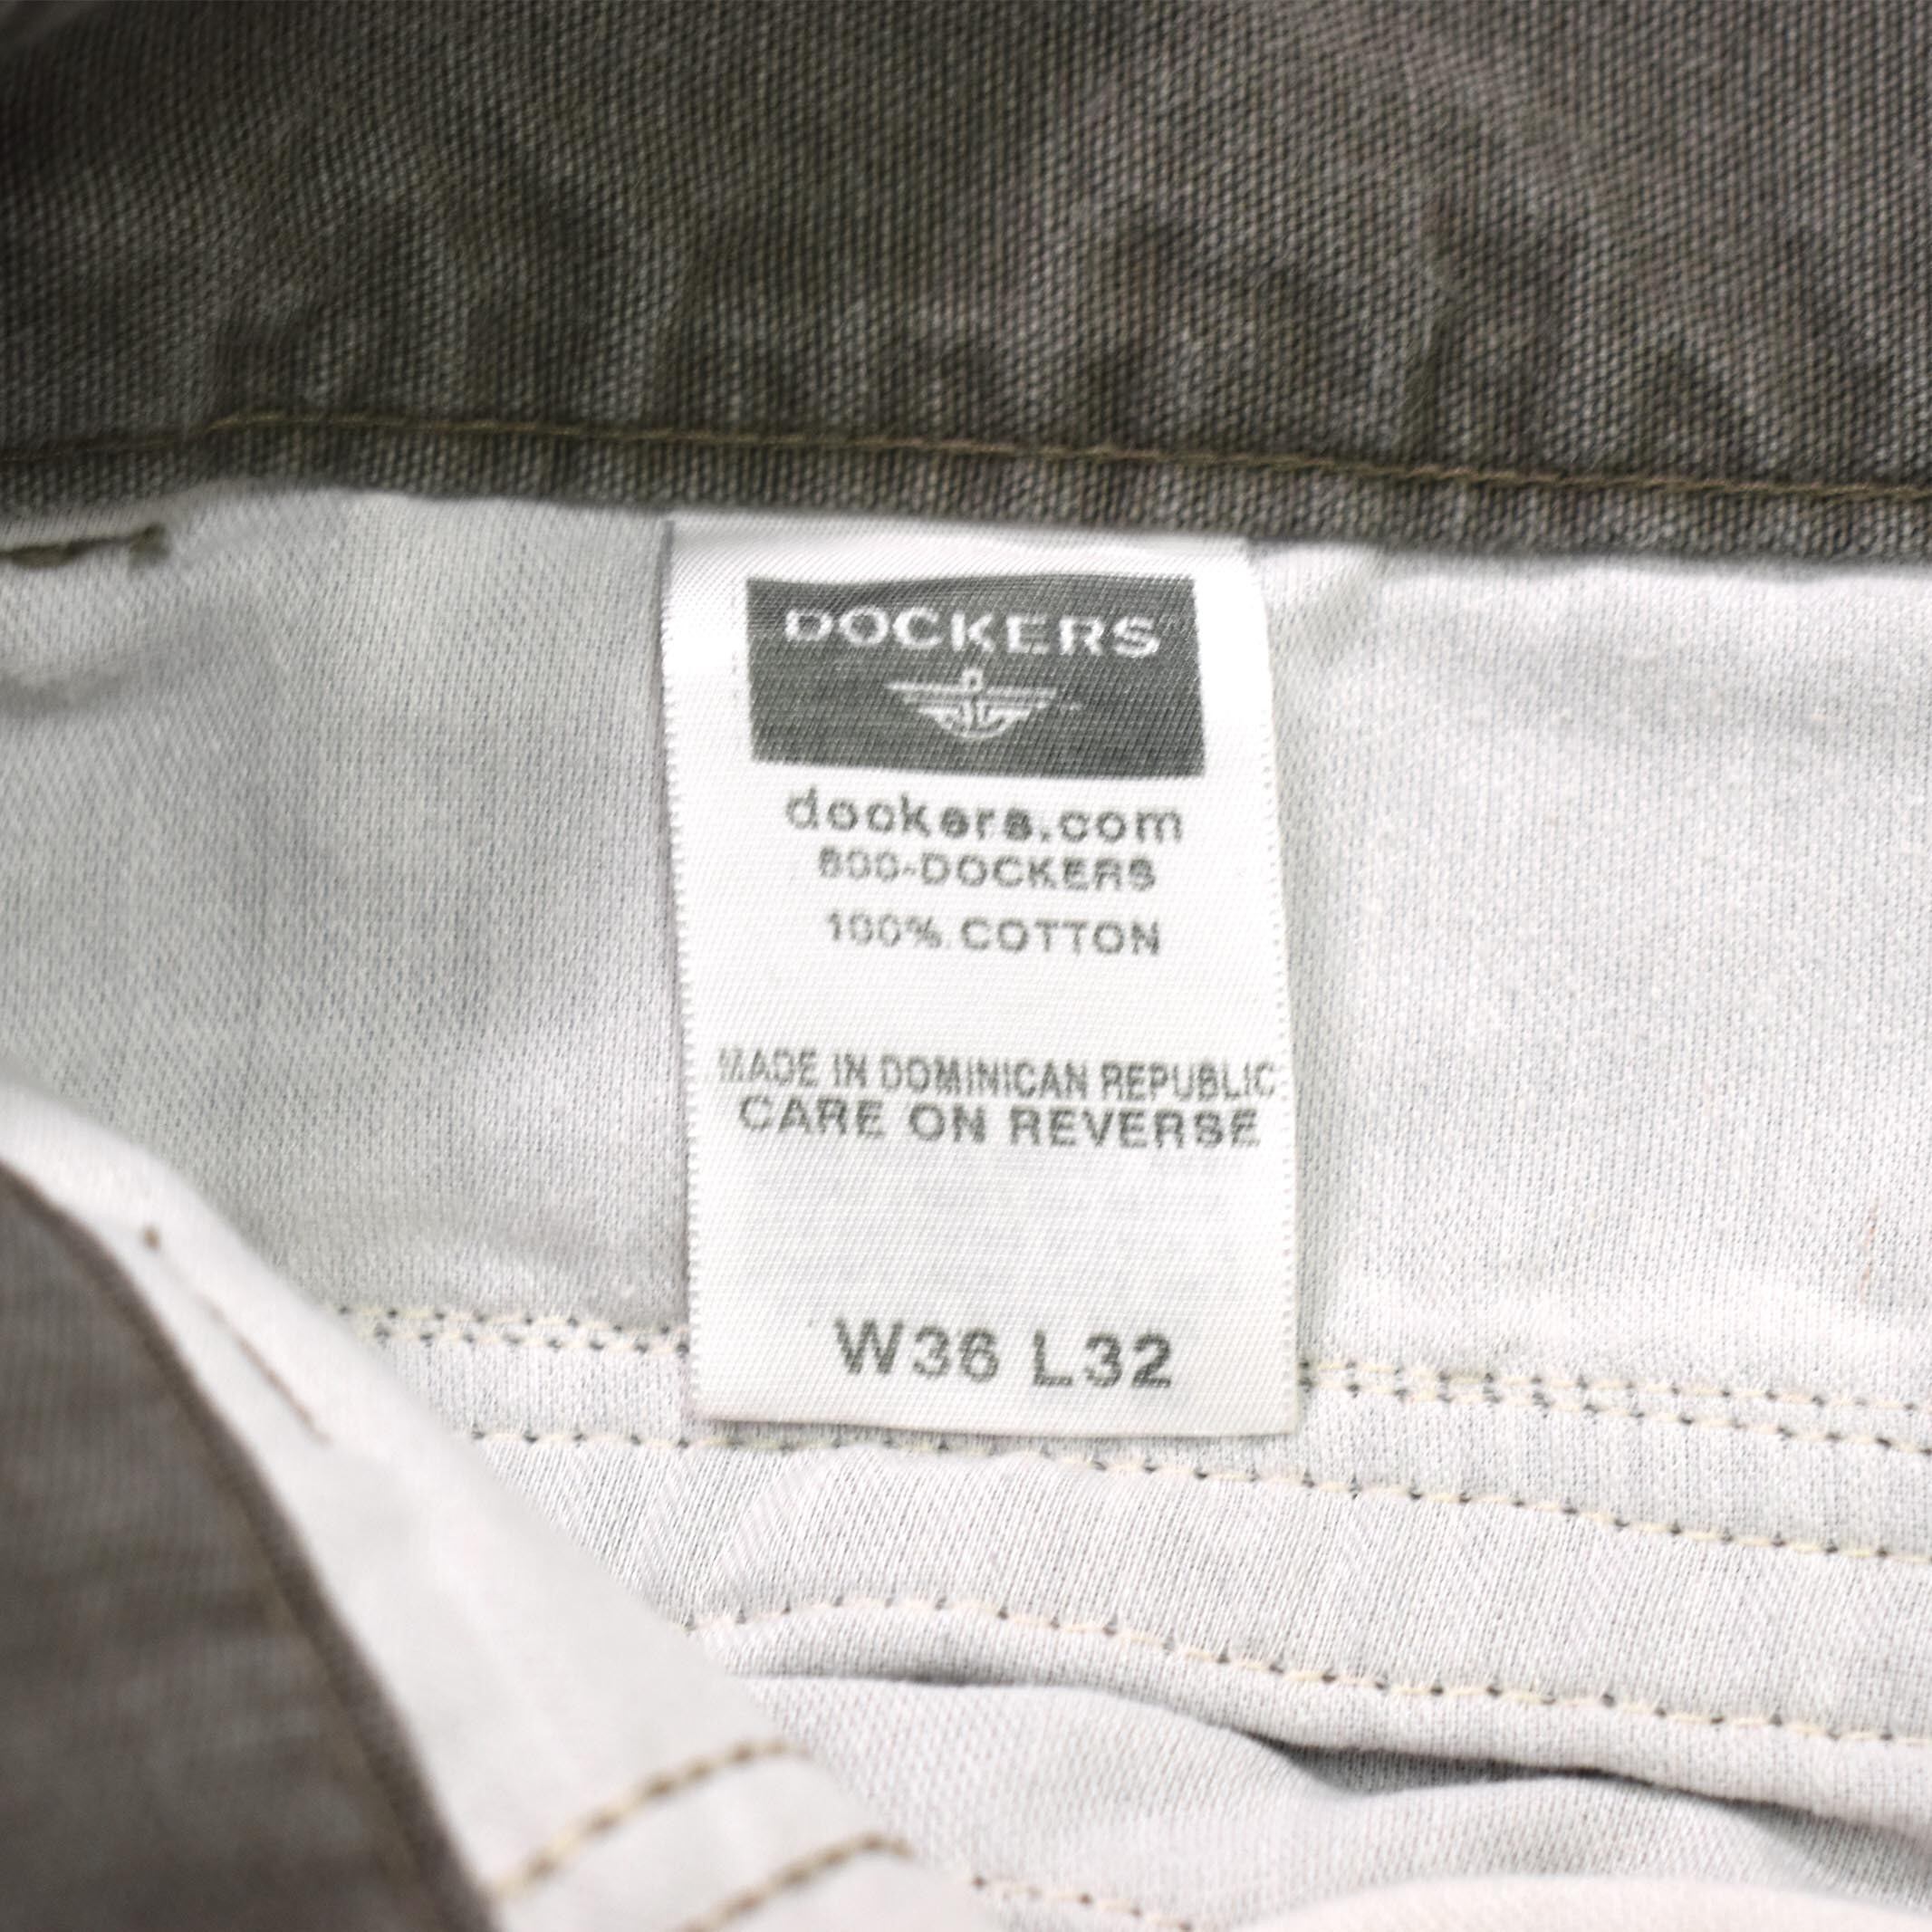 DOCKERS
dockers.com
800-DOCKERS
100% COTTON
MADE IN DOMINICAN REPUBLIC
CARE ON REVERSE
W36 L32